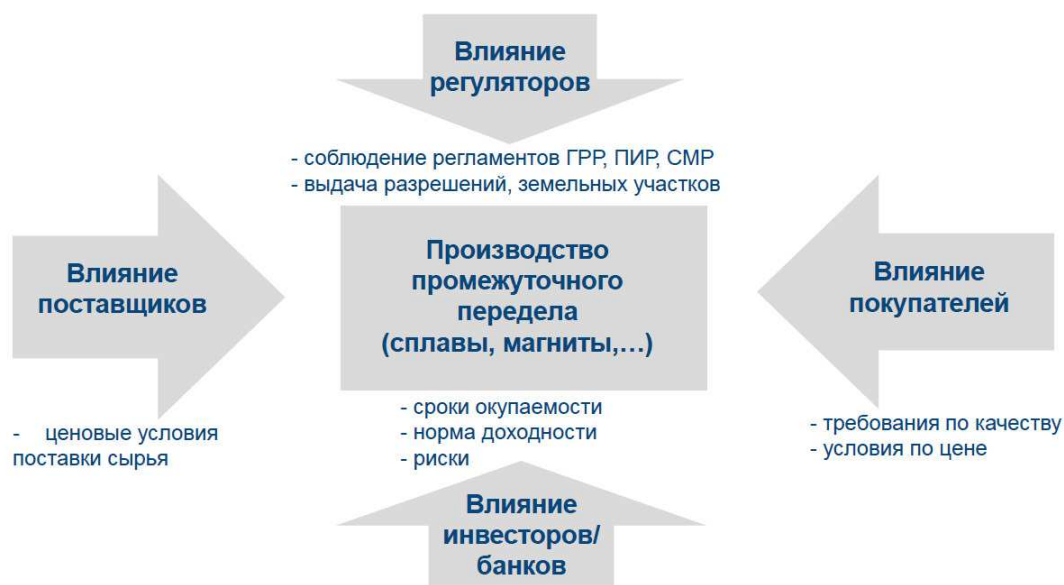 Влияние
регуляторов
- соблюдение регламентов ГРР, ПИР, СМР
- выдача разрешений, земельных участков
Влияние
поставщиков
- ценовые условия
поставки сырья
Производство
промежуточного
передела
(сплавы, магниты,…)
Влияние
покупателей
- требования по качеству
- условия по цене
- сроки окупаемости
- норма доходности
- риски
Влияние
инвесторов/
банков